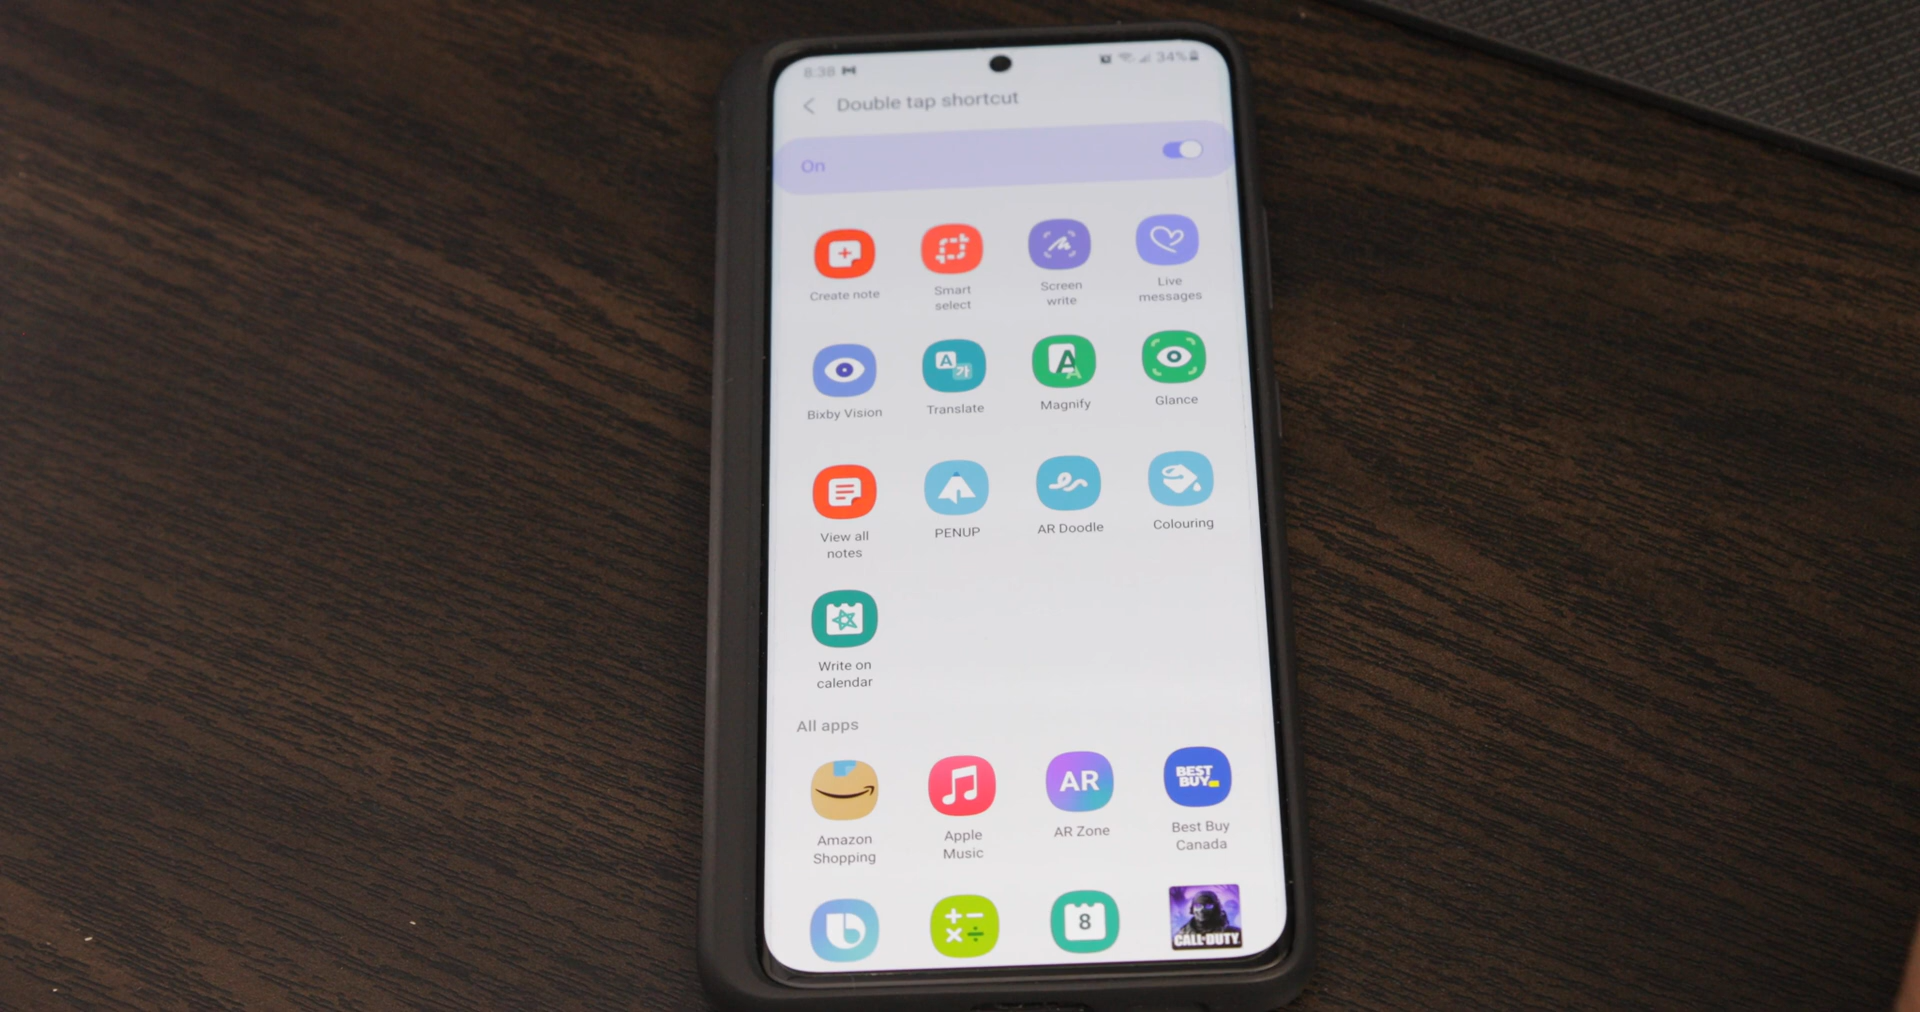 8:38 34%
Double tap shortcut
On
Create note Smart select Screen write Live messages
Bixby Vision Translate Magnify Glance
View all notes PENUP AR Doodle Colouring
Write on calendar
All apps
BEST BUY
AR
Amazon Shopping Apple Music AR Zone Best Buy Canada
8
CALL OF DUTY
A 가
A A